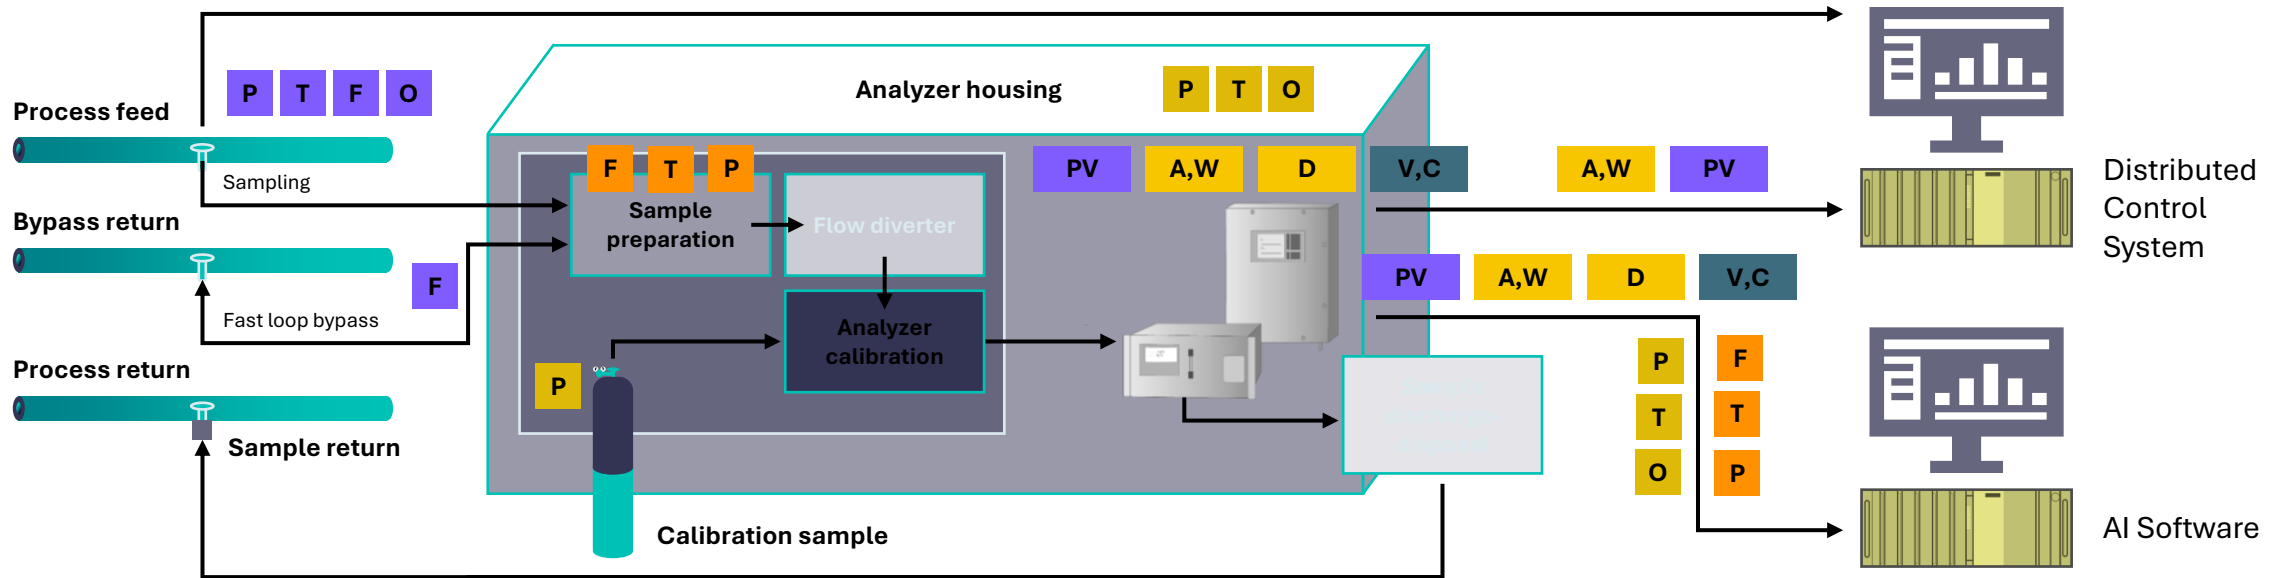 P T F O
Process feed
Sampling
Bypass return
F
Fast loop bypass
Process return
Sample return
Analyzer housing
P T O
F T P
Sample
preparation
Flow diverter
Analyzer
calibration
P
Calibration sample
PV A,W D V,C
A,W PV
PV A,W D V,C
P F
T T
O P
Distributed
Control
System
AI Software